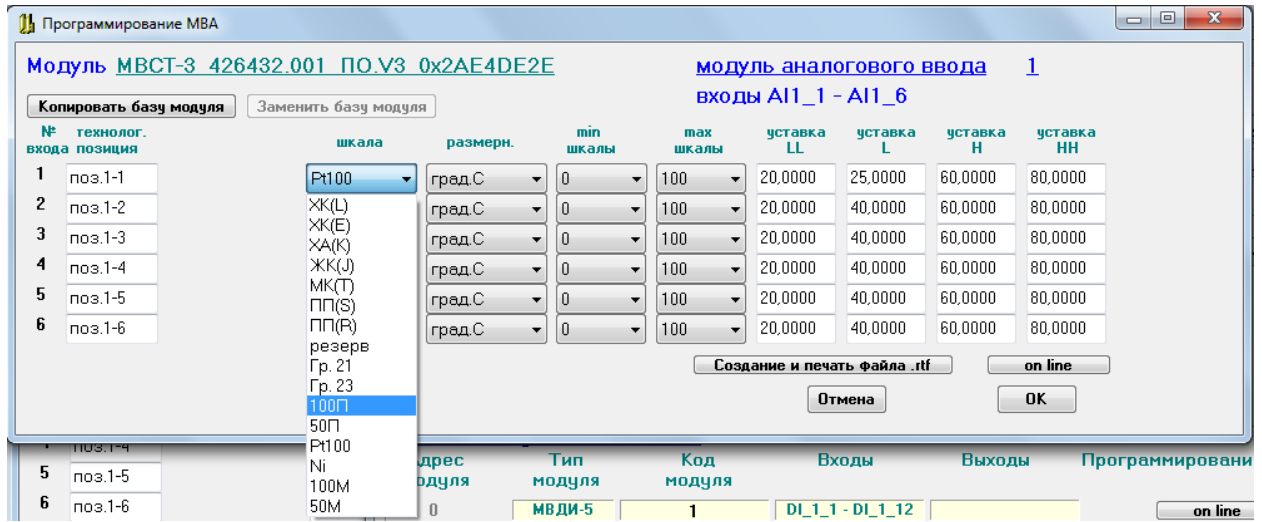 Программирование МВА
Модуль МВСТ-3 426432.001 ПО.V3 0x2AE4DE2E
модуль аналогового ввода 1
входы AI1_1 - AI1_6
Копировать базу модуля
Заменить базу модуля
№ входа
технолог. позиция
шкала
размерн.
min шкалы
max шкалы
уставка LL
уставка L
уставка H
уставка HH
1 поз.1-1 Pt100 град.С 0 100 20,0000 25,0000 60,0000 80,0000
2 поз.1-2 град.С 0 100 20,0000 40,0000 60,0000 80,0000
3 поз.1-3 град.С 0 100 20,0000 40,0000 60,0000 80,0000
4 поз.1-4 град.С 0 100 20,0000 40,0000 60,0000 80,0000
5 поз.1-5 град.С 0 100 20,0000 40,0000 60,0000 80,0000
6 поз.1-6 град.С 0 100 20,0000 40,0000 60,0000 80,0000
ХК(L)
ХК(E)
ХА(K)
ЖК(J)
МК(T)
ПП(S)
ПП(R)
резерв
Гр. 21
Гр. 23
100П
50П
Pt100
Ni
100М
50М
Создание и печать файла .rtf
on line
Отмена
OK
поз.1-4
5 поз.1-5
6 поз.1-6
Тип модуля
Код модуля
Входы
Выходы
0 МВДИ-5 1 DI_1_1 - DI_1_12 on line